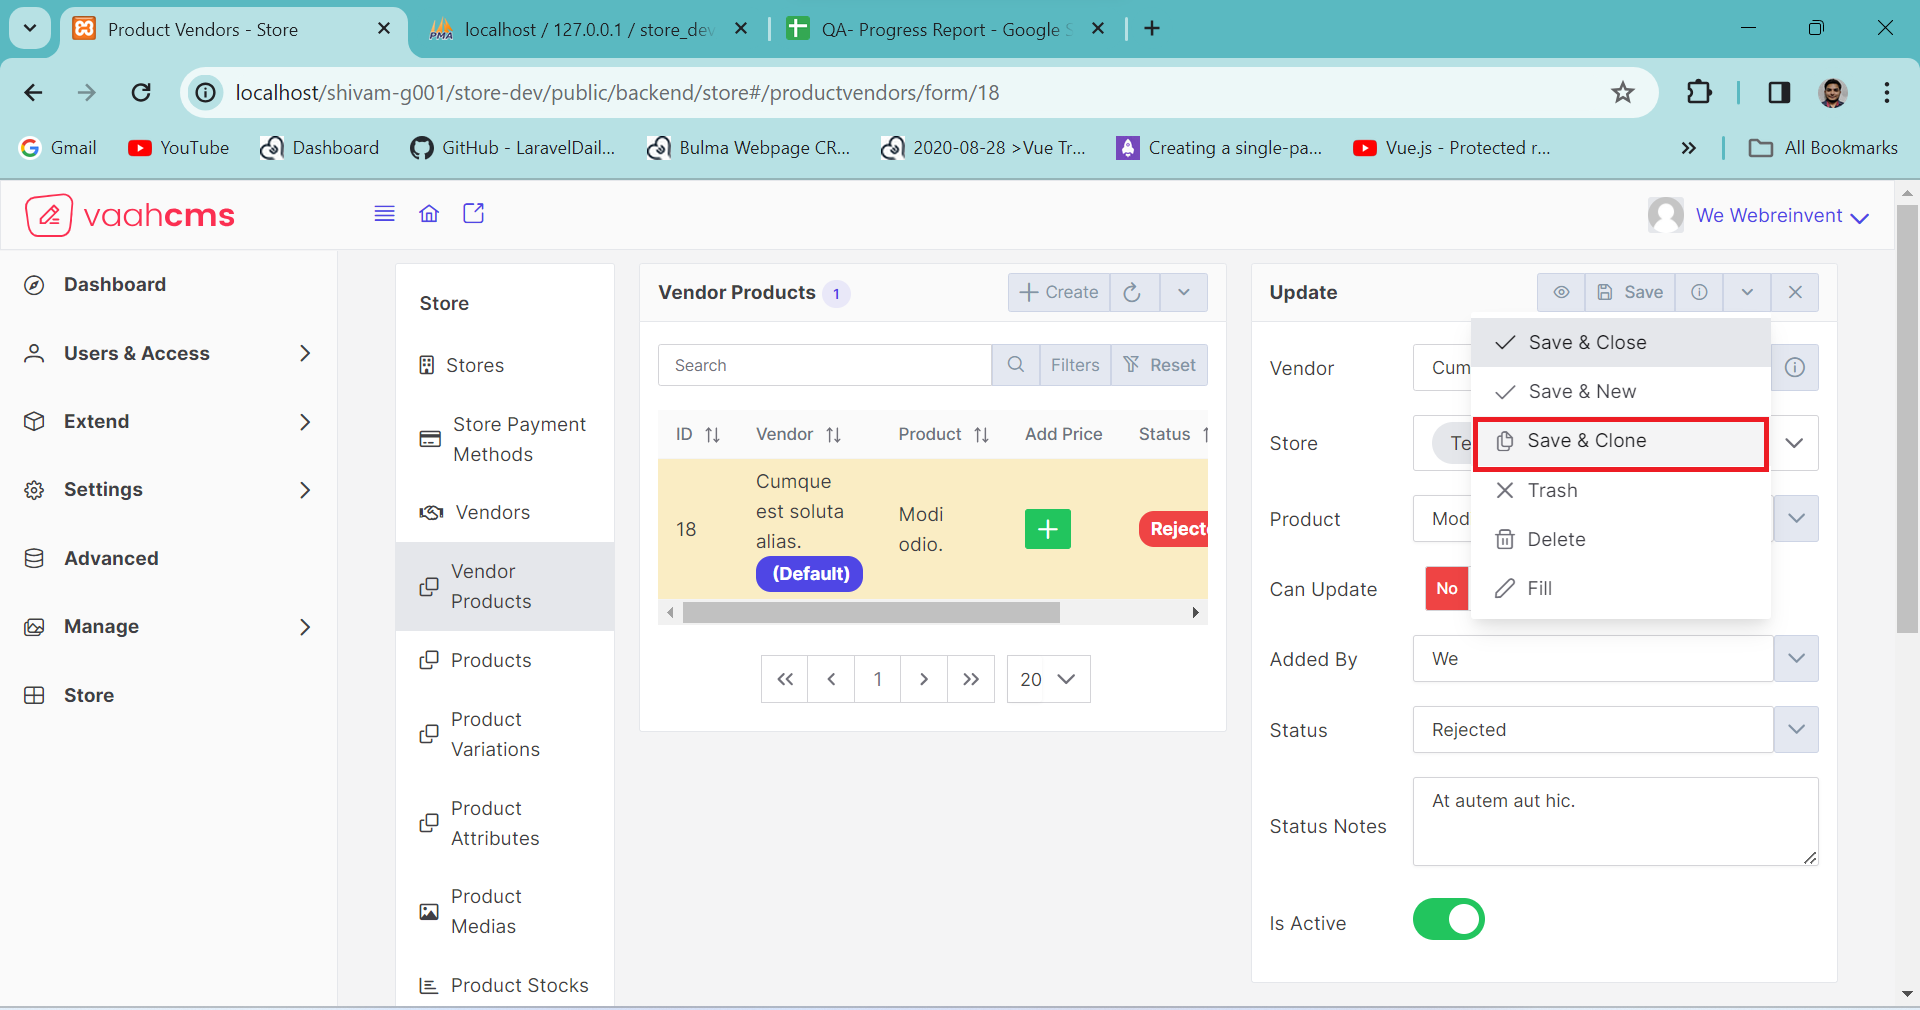 Product Vendors - Store
localhost / 127.0.0.1 / store_dev
QA- Progress Report - Google S
localhost/shivam-g001/store-dev/public/backend/store#/productvendors/form/18
Gmail
YouTube
Dashboard
GitHub - LaravelDail...
Bulma Webpage CR...
2020-08-28 >Vue Tr...
Creating a single-pa...
Vue.js - Protected r...
All Bookmarks
vaahcms
We Webreinvent
Dashboard
Users & Access
Extend
Settings
Advanced
Manage
Store
Store
Stores
Store Payment
Methods
Vendors
Vendor
Products
Products
Product
Variations
Product
Attributes
Product
Medias
Product Stocks
Vendor Products 1
Create
Search
Filters
Reset
ID
Vendor
Product
Add Price
Status
18
Cumque
est soluta
alias.
(Default)
Modi
odio.
Rejecte
1
20
Update
Save
Save & Close
Save & New
Save & Clone
Trash
Delete
Fill
Vendor
Cum
Store
Te
Product
Mod
Can Update
No
Added By
We
Status
Rejected
Status Notes
At autem aut hic.
Is Active